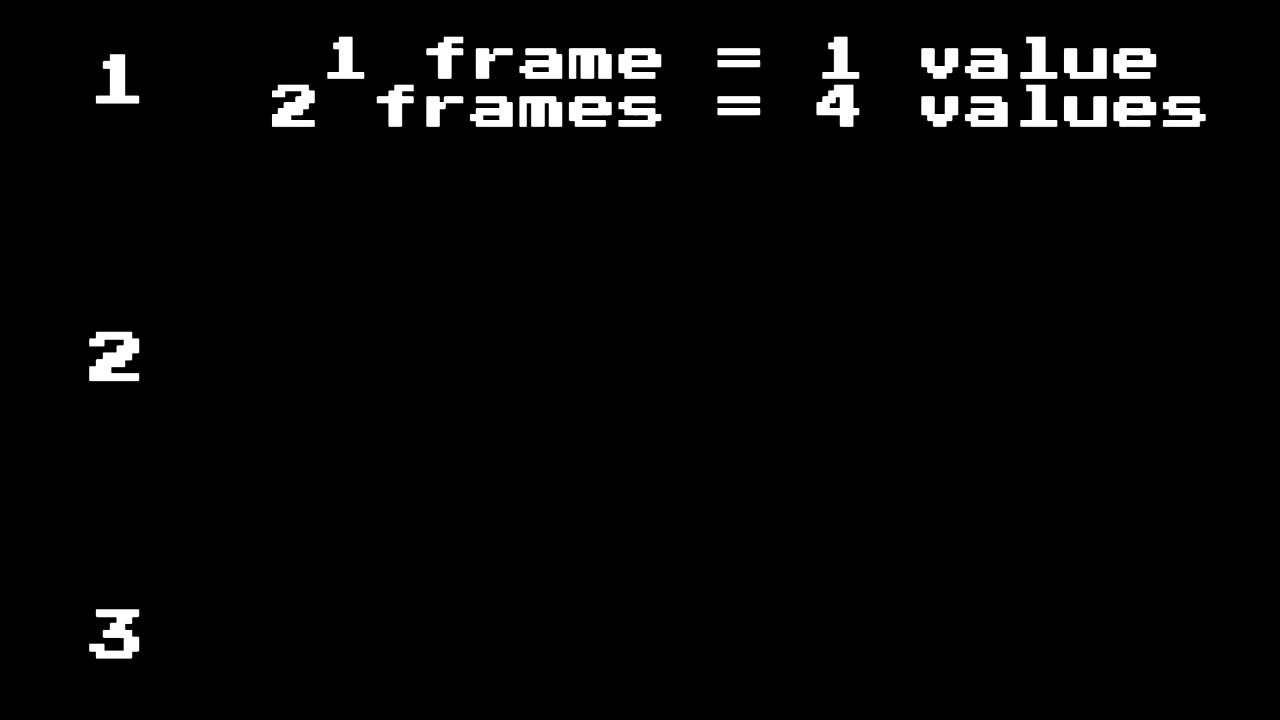 1
1 frame = 1 value
2 frames = 4 values
2
3